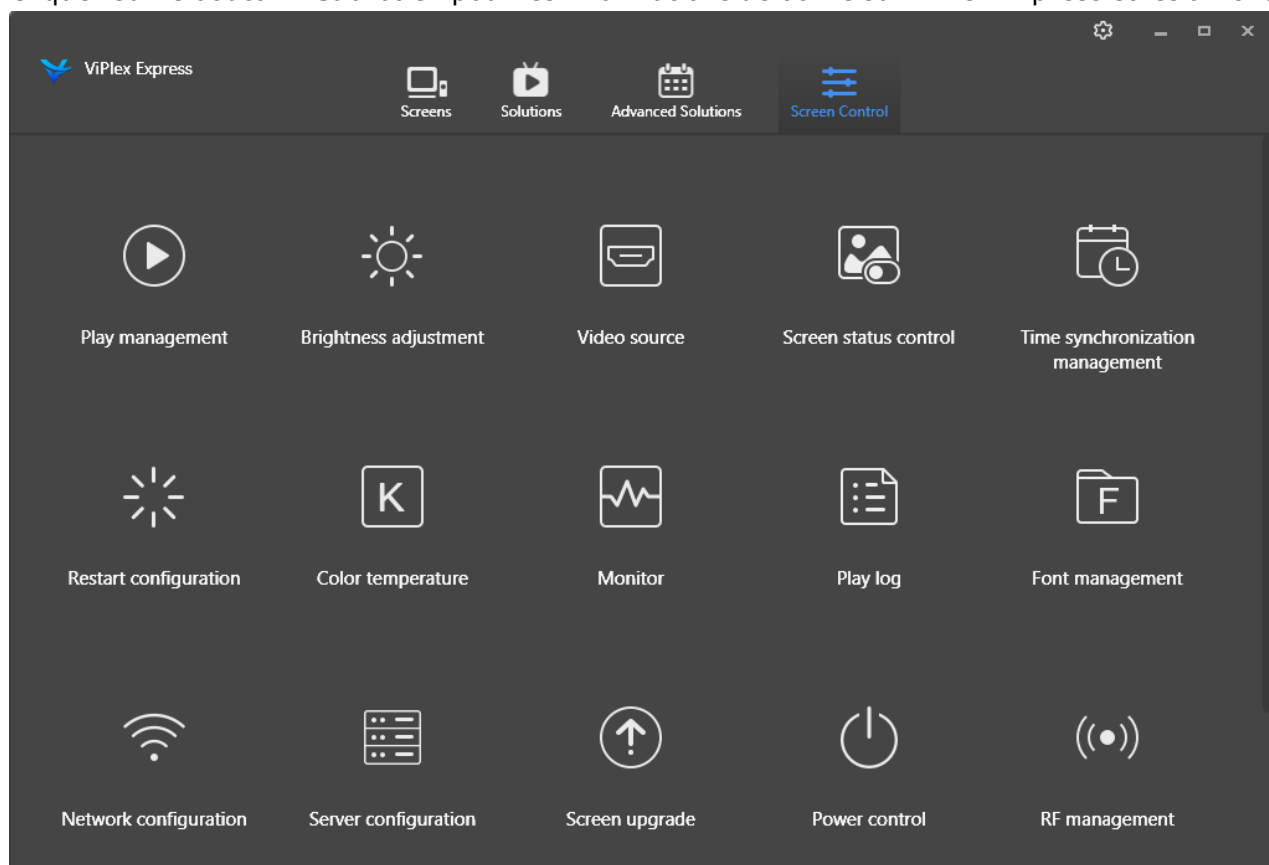 ViPlex Express
Screens
Solutions
Advanced Solutions
Screen Control
Play management
Brightness adjustment
Video source
Screen status control
Time synchronization
management
K
F
Restart configuration
Color temperature
Monitor
Play log
Font management
Network configuration
Server configuration
Screen upgrade
Power control
RF management